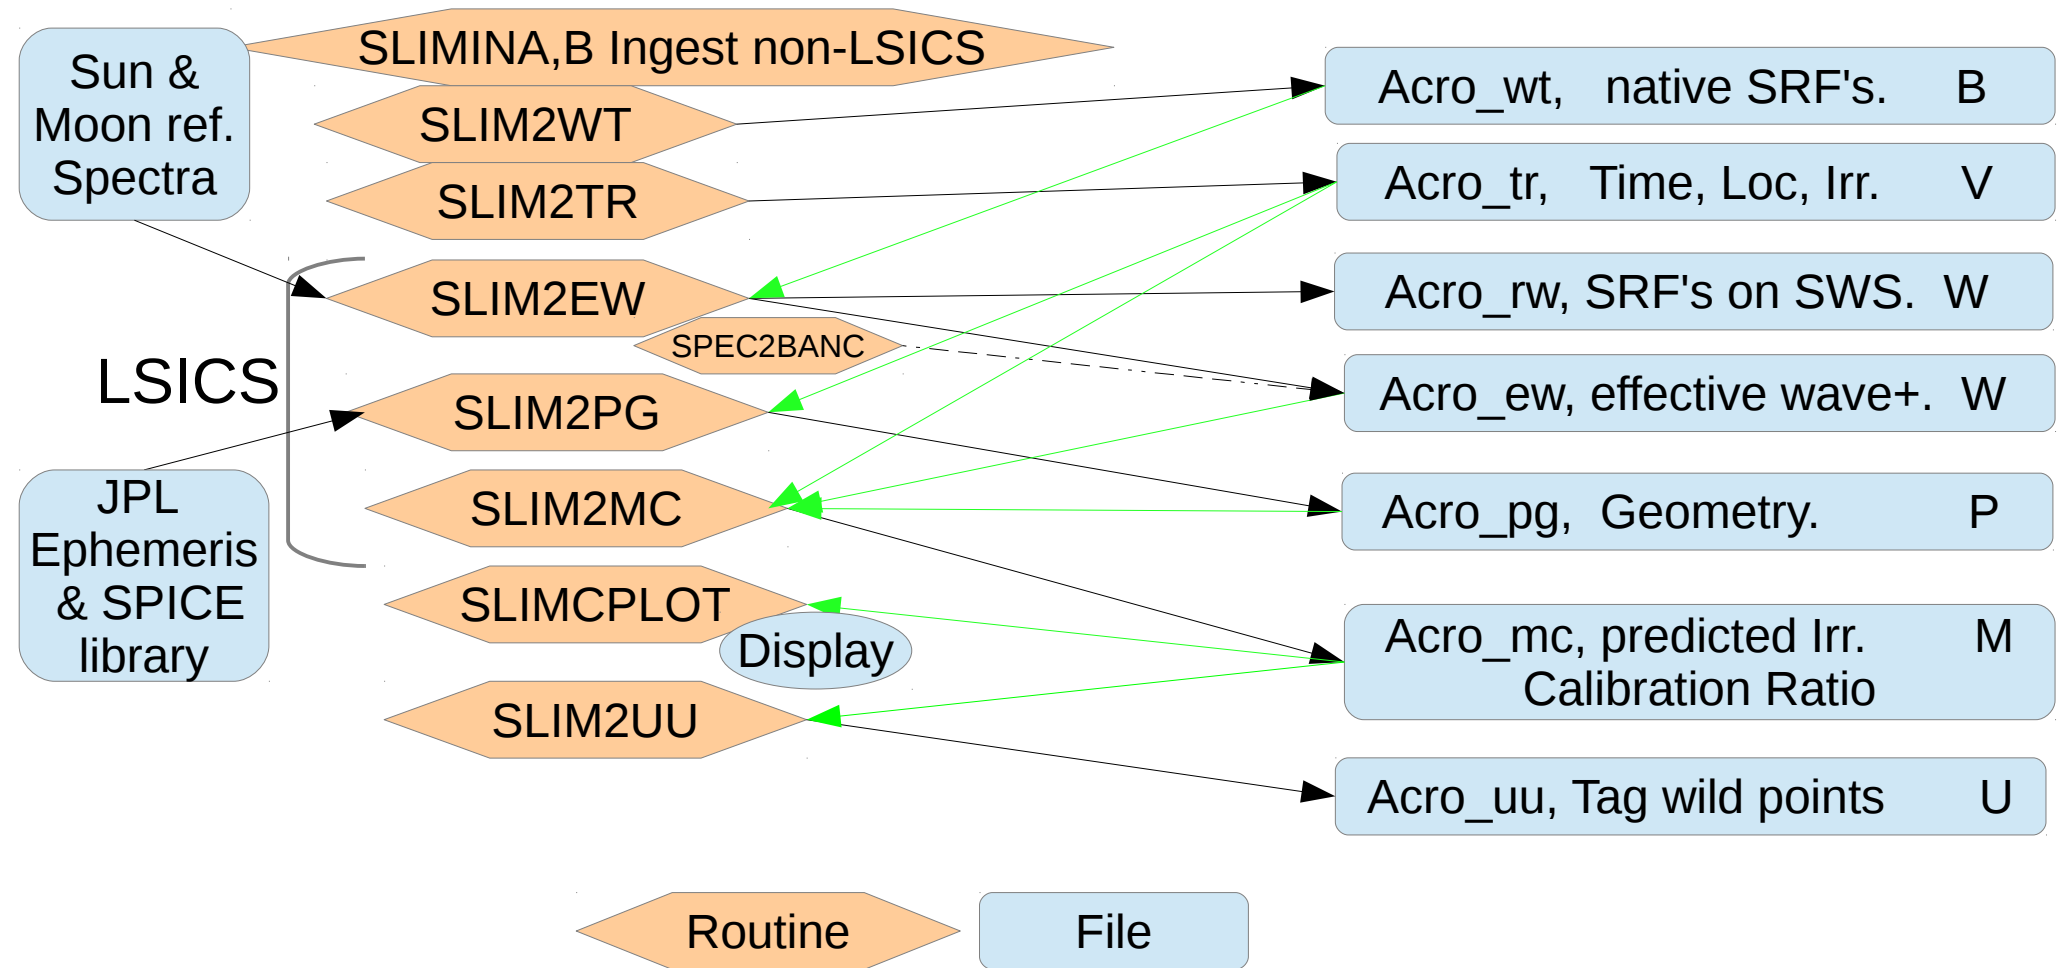 SLIMINA,B Ingest non-LSICS
Sun &
Moon ref.
Spectra
Acro_wt, native SRF's. B
SLIM2WT
Acro_tr, Time, Loc, Irr. V
SLIM2TR
Acro_rw, SRF's on SWS. W
SLIM2EW
SPEC2BANC
LSICS
Acro_ew, effective wave+. W
SLIM2PG
JPL
Ephemeris
& SPICE
library
SLIM2MC
Acro_pg, Geometry. P
SLIMCPLOT
Display
Acro_mc, predicted Irr. M
Calibration Ratio
SLIM2UU
Acro_uu, Tag wild points U
Routine
File